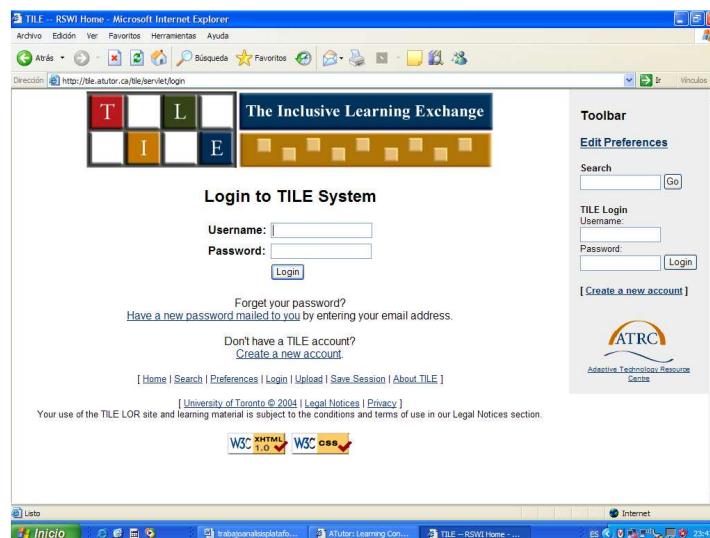 TILE -- RSWI Home - Microsoft Internet Explorer
Archivo Edición Ver Favoritos Herramientas Ayuda
Atrás Búsqueda Favoritos
Dirección http://tile.atutor.ca/tile/servlet/login Ir Vínculos
T L I E
The Inclusive Learning Exchange
Login to TILE System
Username:
Password:
Login
Forget your password?
Have a new password mailed to you by entering your email address.
Don't have a TILE account?
Create a new account.
[ Home | Search | Preferences | Login | Upload | Save Session | About TILE ]
[ University of Toronto © 2004 | Legal Notices | Privacy ]
Your use of the TILE LOR site and learning material is subject to the conditions and terms of use in our Legal Notices section.
W3C XHTML 1.0 W3C css
Toolbar
Edit Preferences
Search
Go
TILE Login
Username:
Password:
Login
[ Create a new account ]
ATRC
Adaptive Technology Resource
Centre
Listo Internet
Inicio trabajoanalisisplatafo... ATutor: Learning Con... TILE -- RSWI Home - ... ES